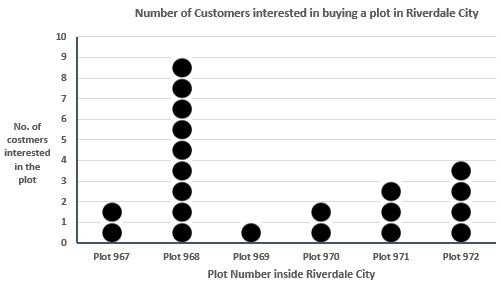 Number of Customers interested in buying a plot in Riverdale City
10
9
8
7
6
5
4
3
2
1
0
No. of
costmers
interested
in the
plot
Plot 967
Plot 968
Plot 969
Plot 970
Plot 971
Plot 972
Plot Number inside Riverdale City